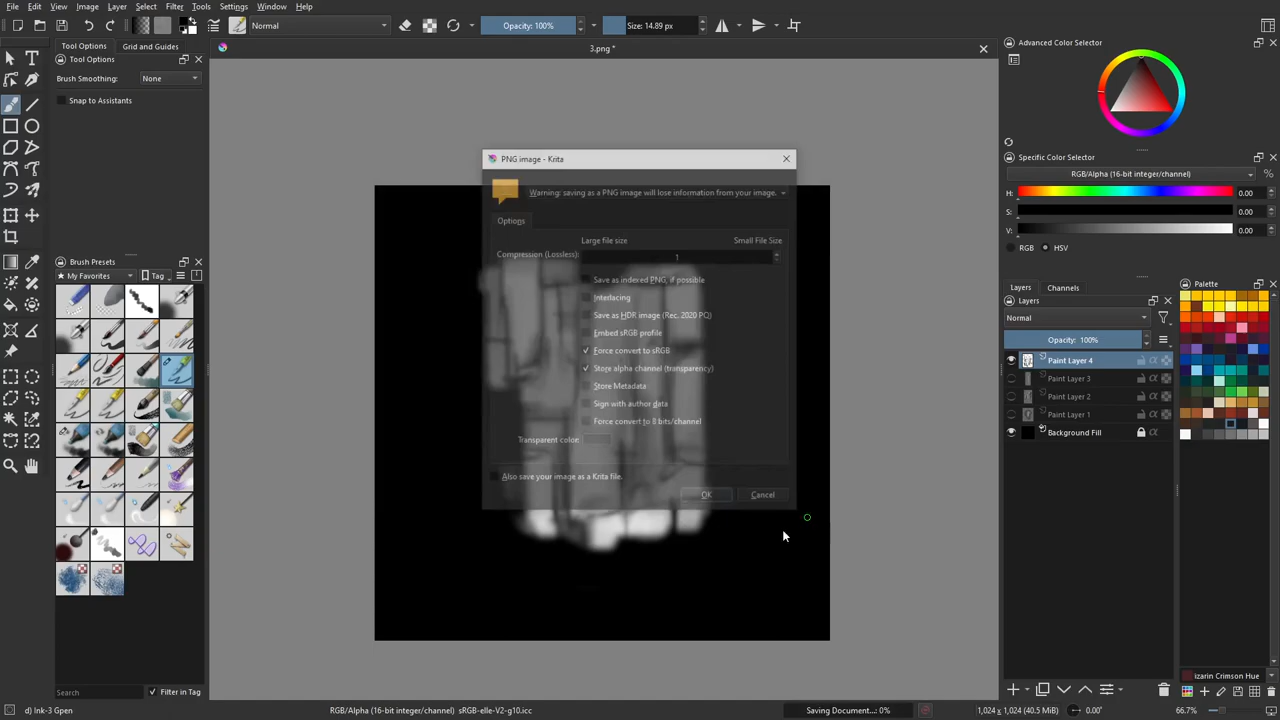 File Edit View Image Layer Select Filter Tools Settings Window Help
Normal
Opacity: 100%
Size: 14.89 px
Tool Options
Grid and Guides
Tool Options
Brush Smoothing:
None
Snap to Assistants
3.png *
Advanced Color Selector
PNG image - Krita
Warning: saving as a PNG image will lose information from your image.
Options
Large file size
Small File Size
Compression (Lossless):
1
Save as indexed PNG, if possible
Interlacing
Save as HDR image (Rec. 2020 PQ)
Embed sRGB profile
Force convert to sRGB
Store alpha channel (transparency)
Store Metadata
Sign with author data
Force convert to 8 bits/channel
Transparent color:
Also save your image as a Krita file.
OK
Cancel
Specific Color Selector
RGB/Alpha (16-bit integer/channel)
%
H:
0.00
S:
0.00
V:
0.00
RGB
HSV
Brush Presets
My Favorites
Tag
Layers
Channels
Layers
Normal
Opacity: 100%
Paint Layer 4
Paint Layer 3
Paint Layer 2
Paint Layer 1
Background Fill
Palette
izarin Crimson Hue
Search
Filter in Tag
d) Ink-3 Gpen
RGB/Alpha (16-bit integer/channel) sRGB-elle-V2-g10.icc
Saving Document...: 0%
1,024 x 1,024 (40.5 MiB)
0.00°
66.7%